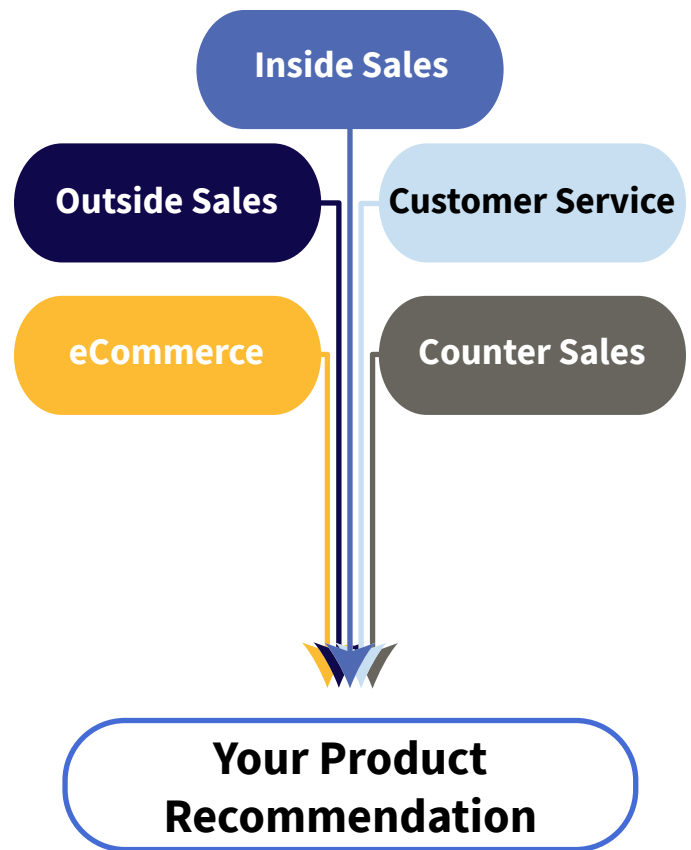 Inside Sales
Outside Sales
Customer Service
eCommerce
Counter Sales
Your Product
Recommendation